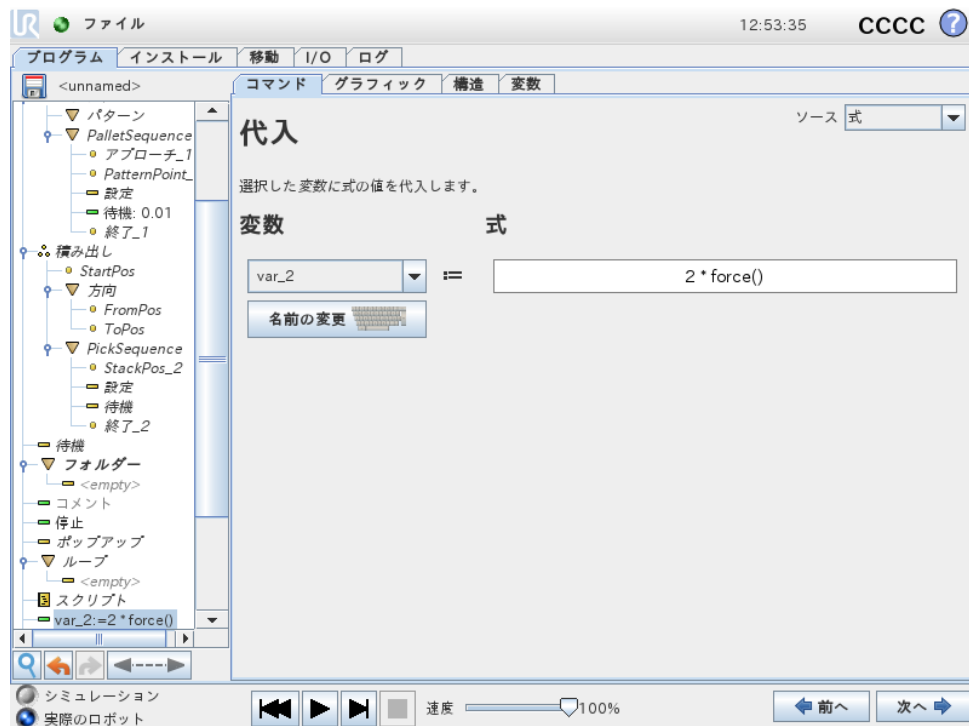 UR ファイル 12:53:35 CCCC ?
プログラム インストール 移動 I/O ログ
<unnamed>
コマンド グラフィック 構造 変数
パターン
PalletSequence
アプローチ_1
PatternPoint_
設定
待機: 0.01
終了_1
積み出し
StartPos
方向
FromPos
ToPos
PickSequence
StackPos_2
設定
待機
終了_2
待機
フォルダー
<empty>
コメント
停止
ポップアップ
ループ
<empty>
スクリプト
var_2:=2 * force()
代入
ソース 式
選択した変数に式の値を代入します。
変数 式
var_2 := 2 * force()
名前の変更
シミュレーション
実際のロボット
速度 100%
前へ 次へ